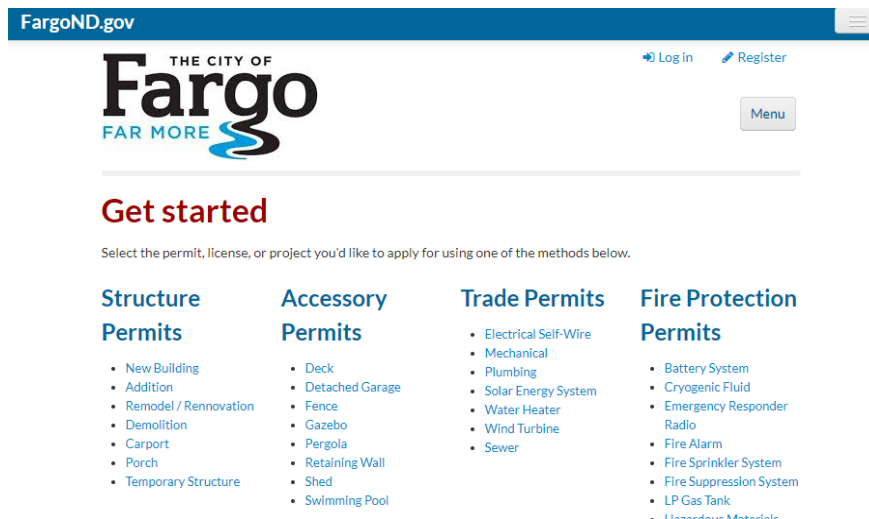 FargoND.gov
THE CITY OF
Fargo
FAR MORE
Log in
Register
Menu
Get started
Select the permit, license, or project you'd like to apply for using one of the methods below.
Structure
Permits
New Building
Addition
Remodel / Rennovation
Demolition
Carport
Porch
Temporary Structure
Accessory
Permits
Deck
Detached Garage
Fence
Gazebo
Pergola
Retaining Wall
Shed
Swimming Pool
Trade Permits
Electrical Self-Wire
Mechanical
Plumbing
Solar Energy System
Water Heater
Wind Turbine
Sewer
Fire Protection
Permits
Battery System
Cryogenic Fluid
Emergency Responder
Radio
Fire Alarm
Fire Sprinkler System
Fire Suppression System
LP Gas Tank
Hazardous Materials